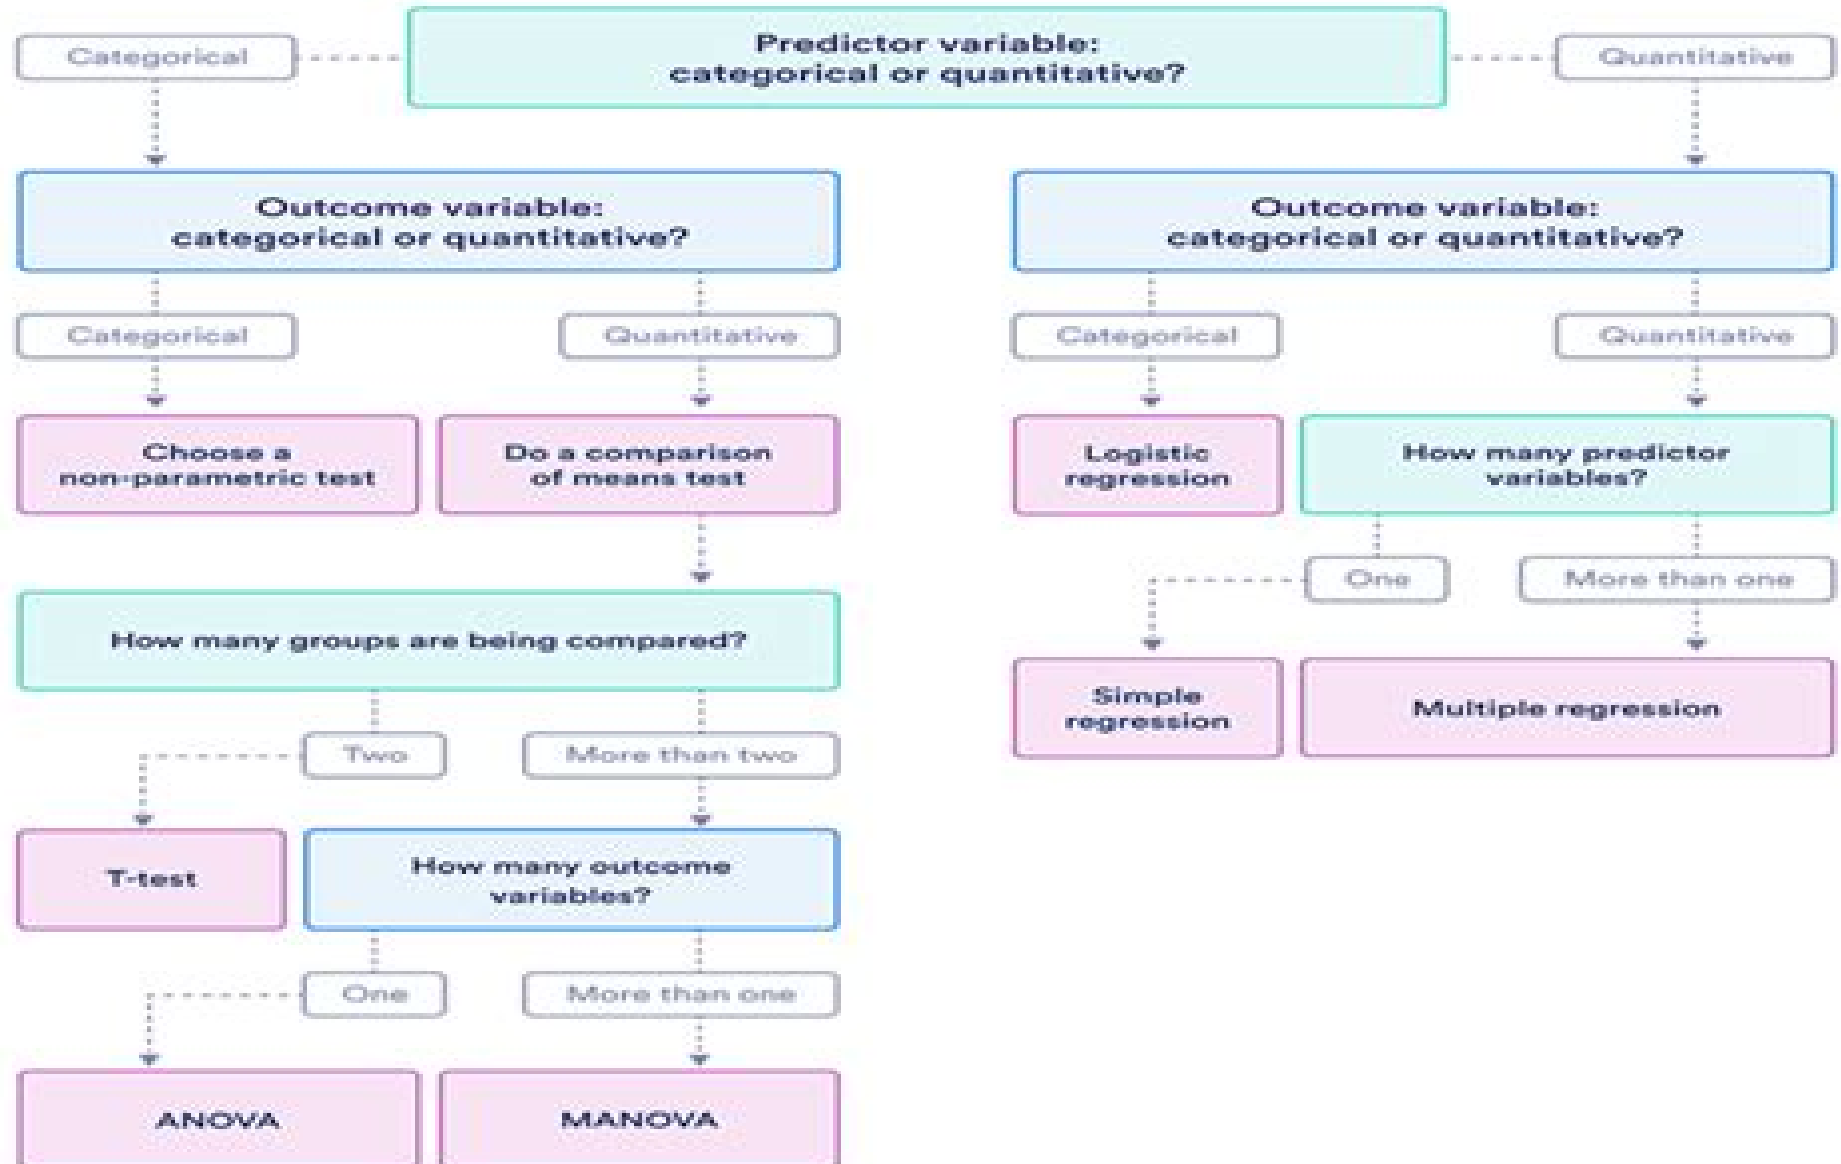 Predictor variable:
categorical or quantitative?
Categorical
Quantitative
Outcome variable:
categorical or quantitative?
Outcome variable:
categorical or quantitative?
Categorical
Quantitative
Categorical
Quantitative
Choose a
non-parametric test
Do a comparison
of means test
Logistic
regression
How many predictor
variables?
One
More than one
How many groups are being compared?
Simple
regression
Multiple regression
Two
More than two
T-test
How many outcome
variables?
One
More than one
ANOVA
MANOVA